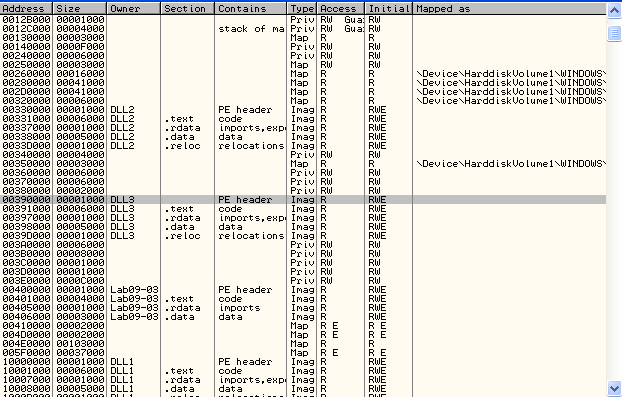 Address Size Owner Section Contains Type Access Initial Mapped as
0012B000 00001000 Priv RW Gua RW
0012C000 00004000 stack of ma Priv RW Gua RW
00130000 00003000 Map R R
00140000 0000F000 Priv RW RW
00240000 00006000 Priv RW RW
00250000 00003000 Map RW RW
00260000 00016000 Map R R \Device\HarddiskVolume1\WINDOWS\
00280000 00041000 Map R R \Device\HarddiskVolume1\WINDOWS\
002D0000 00041000 Map R R \Device\HarddiskVolume1\WINDOWS\
00320000 00006000 Map R R \Device\HarddiskVolume1\WINDOWS\
00330000 00001000 DLL2 PE header Imag R RWE
00331000 00006000 DLL2 .text code Imag R RWE
00337000 00001000 DLL2 .rdata imports,expo Imag R RWE
00338000 00005000 DLL2 .data data Imag R RWE
0033D000 00001000 DLL2 .reloc relocations Imag R RWE
00340000 00004000 Priv RW RW
00350000 00003000 Map R R \Device\HarddiskVolume1\WINDOWS\
00360000 00006000 Priv RW RW
00370000 00006000 Priv RW RW
00380000 00002000 Priv RW RW
00390000 00001000 DLL3 PE header Imag R RWE
00391000 00006000 DLL3 .text code Imag R RWE
00397000 00001000 DLL3 .rdata imports,expo Imag R RWE
00398000 00005000 DLL3 .data data Imag R RWE
0039D000 00001000 DLL3 .reloc relocations Imag R RWE
003A0000 00006000 Priv RW RW
003B0000 00008000 Priv RW RW
003C0000 00001000 Priv RW RW
003D0000 00001000 Priv RW RW
003E0000 0000C000 Priv RW RW
00400000 00001000 Lab09-03 PE header Imag R RWE
00401000 00004000 Lab09-03 .text code Imag R RWE
00405000 00001000 Lab09-03 .rdata imports Imag R RWE
00406000 00003000 Lab09-03 .data data Imag R RWE
00410000 00002000 Map R E R E
004D0000 00002000 Map R E R E
004E0000 00103000 Map R R
005F0000 00037000 Map R E R E
10000000 00001000 DLL1 PE header Imag R RWE
10001000 00006000 DLL1 .text code Imag R RWE
10007000 00001000 DLL1 .rdata imports,expo Imag R RWE
10008000 00005000 DLL1 .data data Imag R RWE